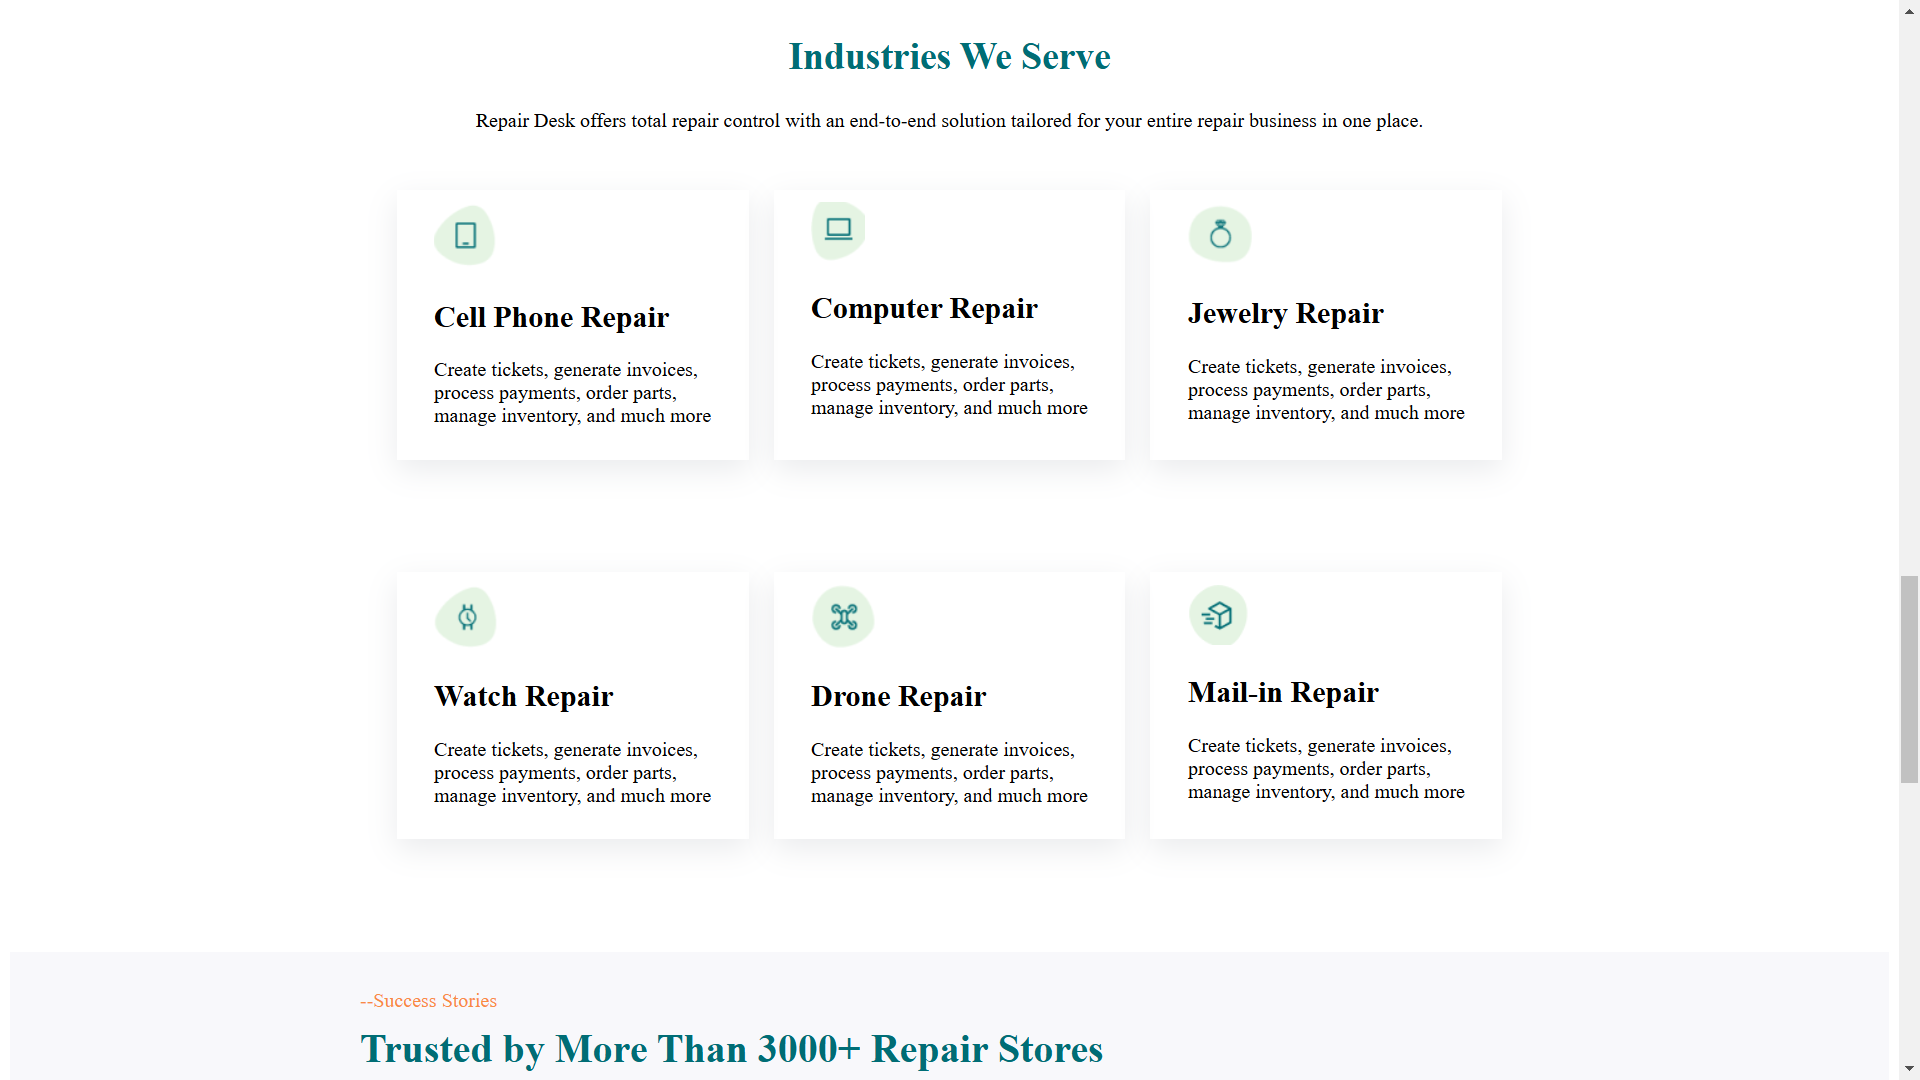 Industries We Serve
Repair Desk offers total repair control with an end-to-end solution tailored for your entire repair business in one place.
Cell Phone Repair
Create tickets, generate invoices,
process payments, order parts,
manage inventory, and much more
Computer Repair
Create tickets, generate invoices,
process payments, order parts,
manage inventory, and much more
Jewelry Repair
Create tickets, generate invoices,
process payments, order parts,
manage inventory, and much more
Watch Repair
Create tickets, generate invoices,
process payments, order parts,
manage inventory, and much more
Drone Repair
Create tickets, generate invoices,
process payments, order parts,
manage inventory, and much more
Mail-in Repair
Create tickets, generate invoices,
process payments, order parts,
manage inventory, and much more
--Success Stories
Trusted by More Than 3000+ Repair Stores